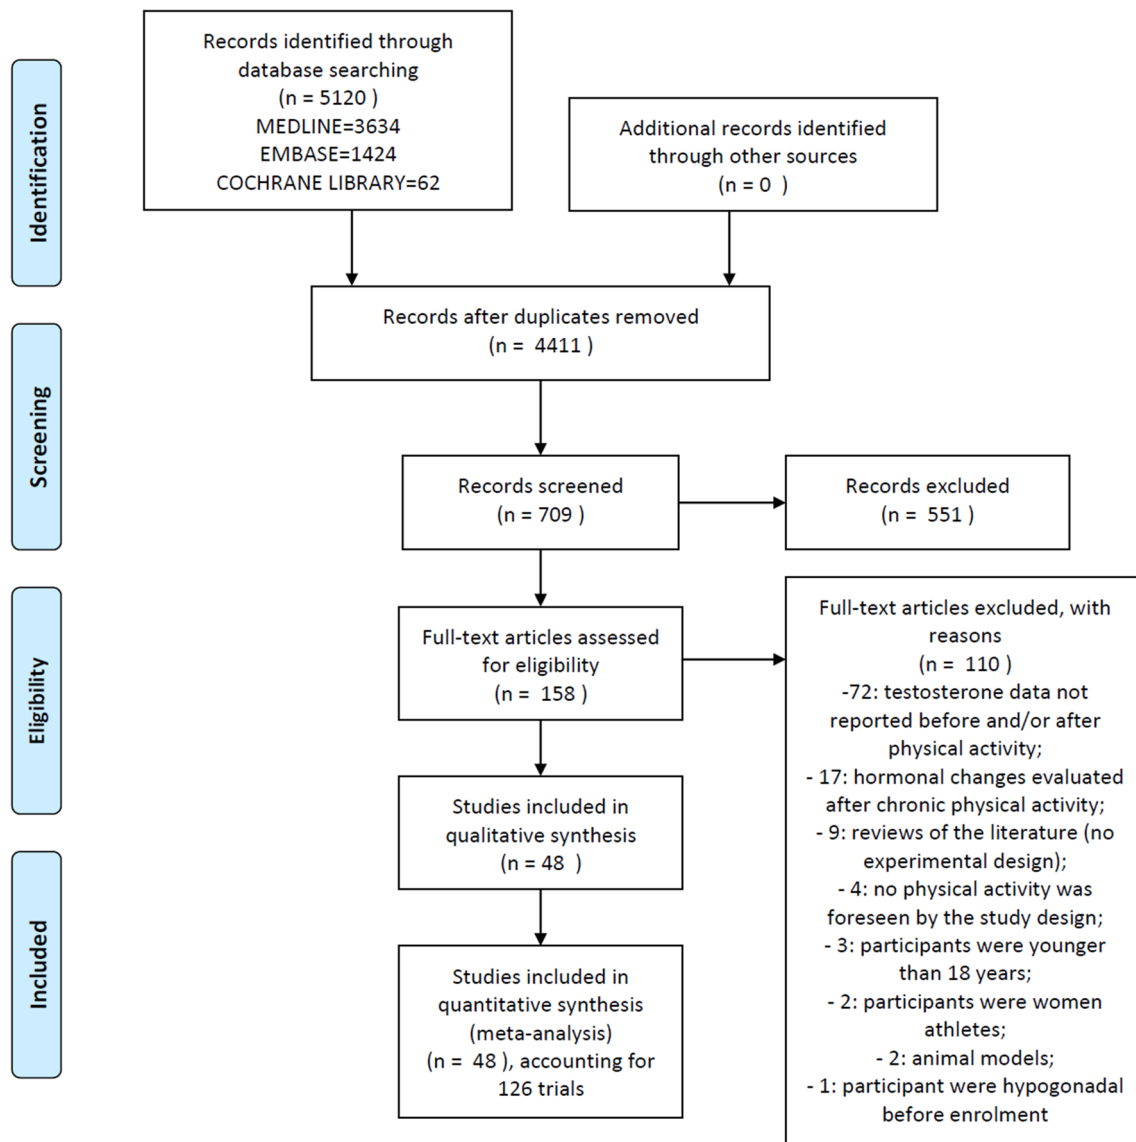 Identification
Records identified through
database searching
(n = 5120 )
MEDLINE=3634
EMBASE=1424
COCHRANE LIBRARY=62
Additional records identified
through other sources
(n = 0 )
Records after duplicates removed
(n = 4411 )
Screening
Records screened
(n = 709 )
Records excluded
(n = 551 )
Eligibility
Full-text articles assessed
for eligibility
(n = 158 )
Full-text articles excluded, with
reasons
(n = 110 )
-72: testosterone data not
reported before and/or after
physical activity;
- 17: hormonal changes evaluated
after chronic physical activity;
- 9: reviews of the literature (no
experimental design);
- 4: no physical activity was
foreseen by the study design;
- 3: participants were younger
than 18 years;
- 2: participants were women
athletes;
- 2: animal models;
- 1: participant were hypogonadal
before enrolment
Studies included in
qualitative synthesis
(n = 48 )
Included
Studies included in
quantitative synthesis
(meta-analysis)
(n = 48 ), accounting for
126 trials